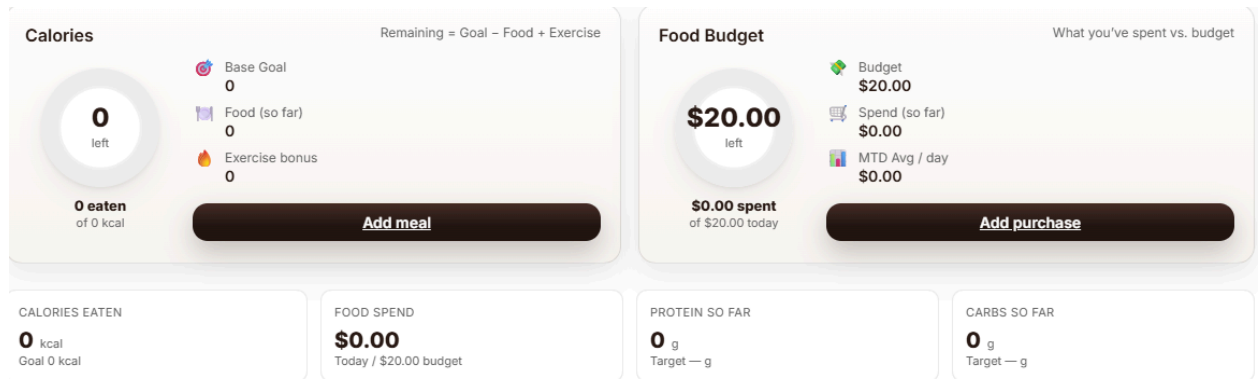 Calories
Remaining = Goal − Food + Exercise
0
left
0 eaten
of 0 kcal
Base Goal
0
Food (so far)
0
Exercise bonus
0
Add meal
Food Budget
What you've spent vs. budget
$20.00
left
$0.00 spent
of $20.00 today
Budget
$20.00
Spend (so far)
$0.00
MTD Avg / day
$0.00
Add purchase
CALORIES EATEN
0 kcal
Goal 0 kcal
FOOD SPEND
$0.00
Today / $20.00 budget
PROTEIN SO FAR
0 g
Target — g
CARBS SO FAR
0 g
Target — g